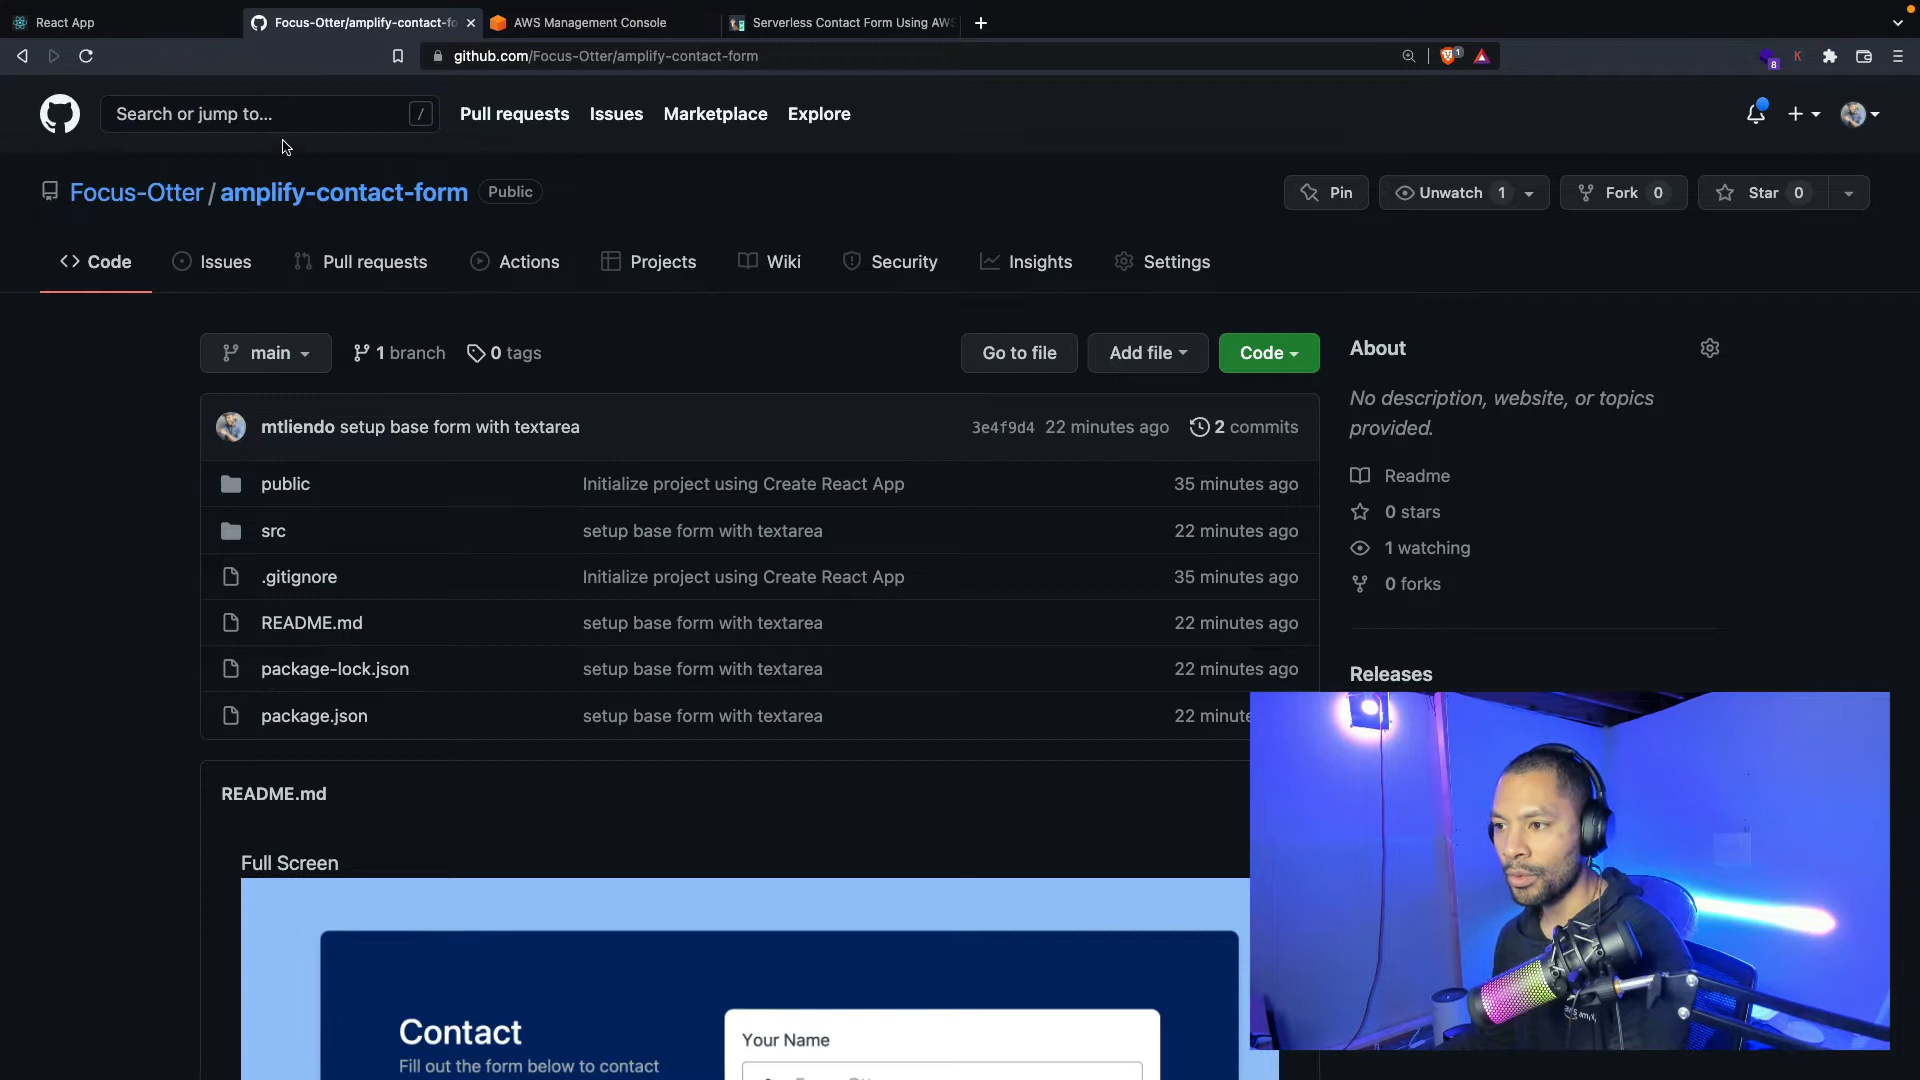 React App
Focus-Otter/amplify-contact-fo
AWS Management Console
Serverless Contact Form Using AWS
github.com/Focus-Otter/amplify-contact-form
1
8
K
Search or jump to...
/
Pull requests
Issues
Marketplace
Explore
Focus-Otter / amplify-contact-form
Public
Pin
Unwatch 1
Fork 0
Star 0
Code
Issues
Pull requests
Actions
Projects
Wiki
Security
Insights
Settings
main
1 branch
0 tags
Go to file
Add file
Code
mtliendo setup base form with textarea
3e4f9d4 22 minutes ago
2 commits
public
Initialize project using Create React App
35 minutes ago
src
setup base form with textarea
22 minutes ago
.gitignore
Initialize project using Create React App
35 minutes ago
README.md
setup base form with textarea
22 minutes ago
package-lock.json
setup base form with textarea
22 minutes ago
package.json
setup base form with textarea
22 minute
About
No description, website, or topics
provided.
Readme
0 stars
1 watching
0 forks
Releases
README.md
Full Screen
Contact
Fill out the form below to contact
Your Name